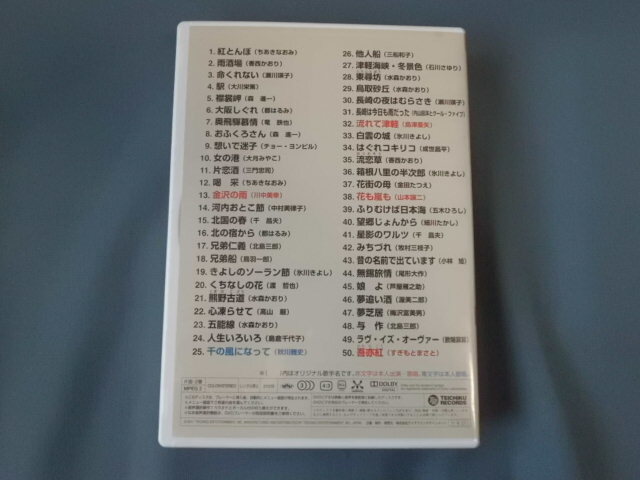 1. 紅とんぼ(ちあきなおみ)
2. 雨酒場(香西かおり)
3. 命くれない(瀬川瑛子)
4. 駅(大川栄策)
5. 襟裳岬(森 進一)
6. 大阪しぐれ(都はるみ)
7. 奥飛騨慕情(竜 鉄也)
8. おふくろさん(森 進一)
9. 想いで迷子(チョー・ヨンピル)
10. 女の港(大月みやこ)
11. 片恋酒(三門忠司)
12. 喝 采(ちあきなおみ)
13. 金沢の雨(川中美幸)
14. 河内おとこ節(中村美律子)
15. 北国の春(千 昌夫)
16. 北の宿から(都はるみ)
17. 兄弟仁義(北島三郎)
18. 兄弟船(鳥羽一郎)
19. きよしのソーラン節(氷川きよし)
20. くちなしの花(渡 哲也)
21. 熊野古道(水森かおり)
22. 心凍らせて(高山 厳)
23. 五能線(水森かおり)
24. 人生いろいろ(島倉千代子)
25. 千の風になって(秋川雅史)
26. 他人船(三船和子)
27. 津軽海峡・冬景色(石川さゆり)
28. 東尋坊(水森かおり)
29. 鳥取砂丘(水森かおり)
30. 長崎の夜はむらさき(瀬川瑛子)
31. 長崎は今日も雨だった(内山田洋とクール・ファイブ)
32. 流れて津軽(島津亜矢)
33. 白雲の城(氷川きよし)
34. はぐれコキリコ(成世昌平)
35. 流恋草(香西かおり)
36. 箱根八里の半次郎(氷川きよし)
37. 花街の母(金田たつえ)
38. 花も嵐も(山本譲二)
39. ふりむけば日本海(五木ひろし)
40. 望郷じょんから(細川たかし)
41. 星影のワルツ(千 昌夫)
42. みちづれ(牧村三枝子)
43. 昔の名前で出ています(小林 旭)
44. 無錫旅情(尾形大作)
45. 娘 よ(芦屋雁之助)
46. 夢追い酒(渥美二郎)
47. 夢芝居(梅沢富美男)
48. 与 作(北島三郎)
49. ラヴ・イズ・オーヴァー(欧陽菲菲)
50. 吾亦紅(すぎもとまさと)
MPEG 2
4:3
DOLBY
TEICHIKU
RECORDS